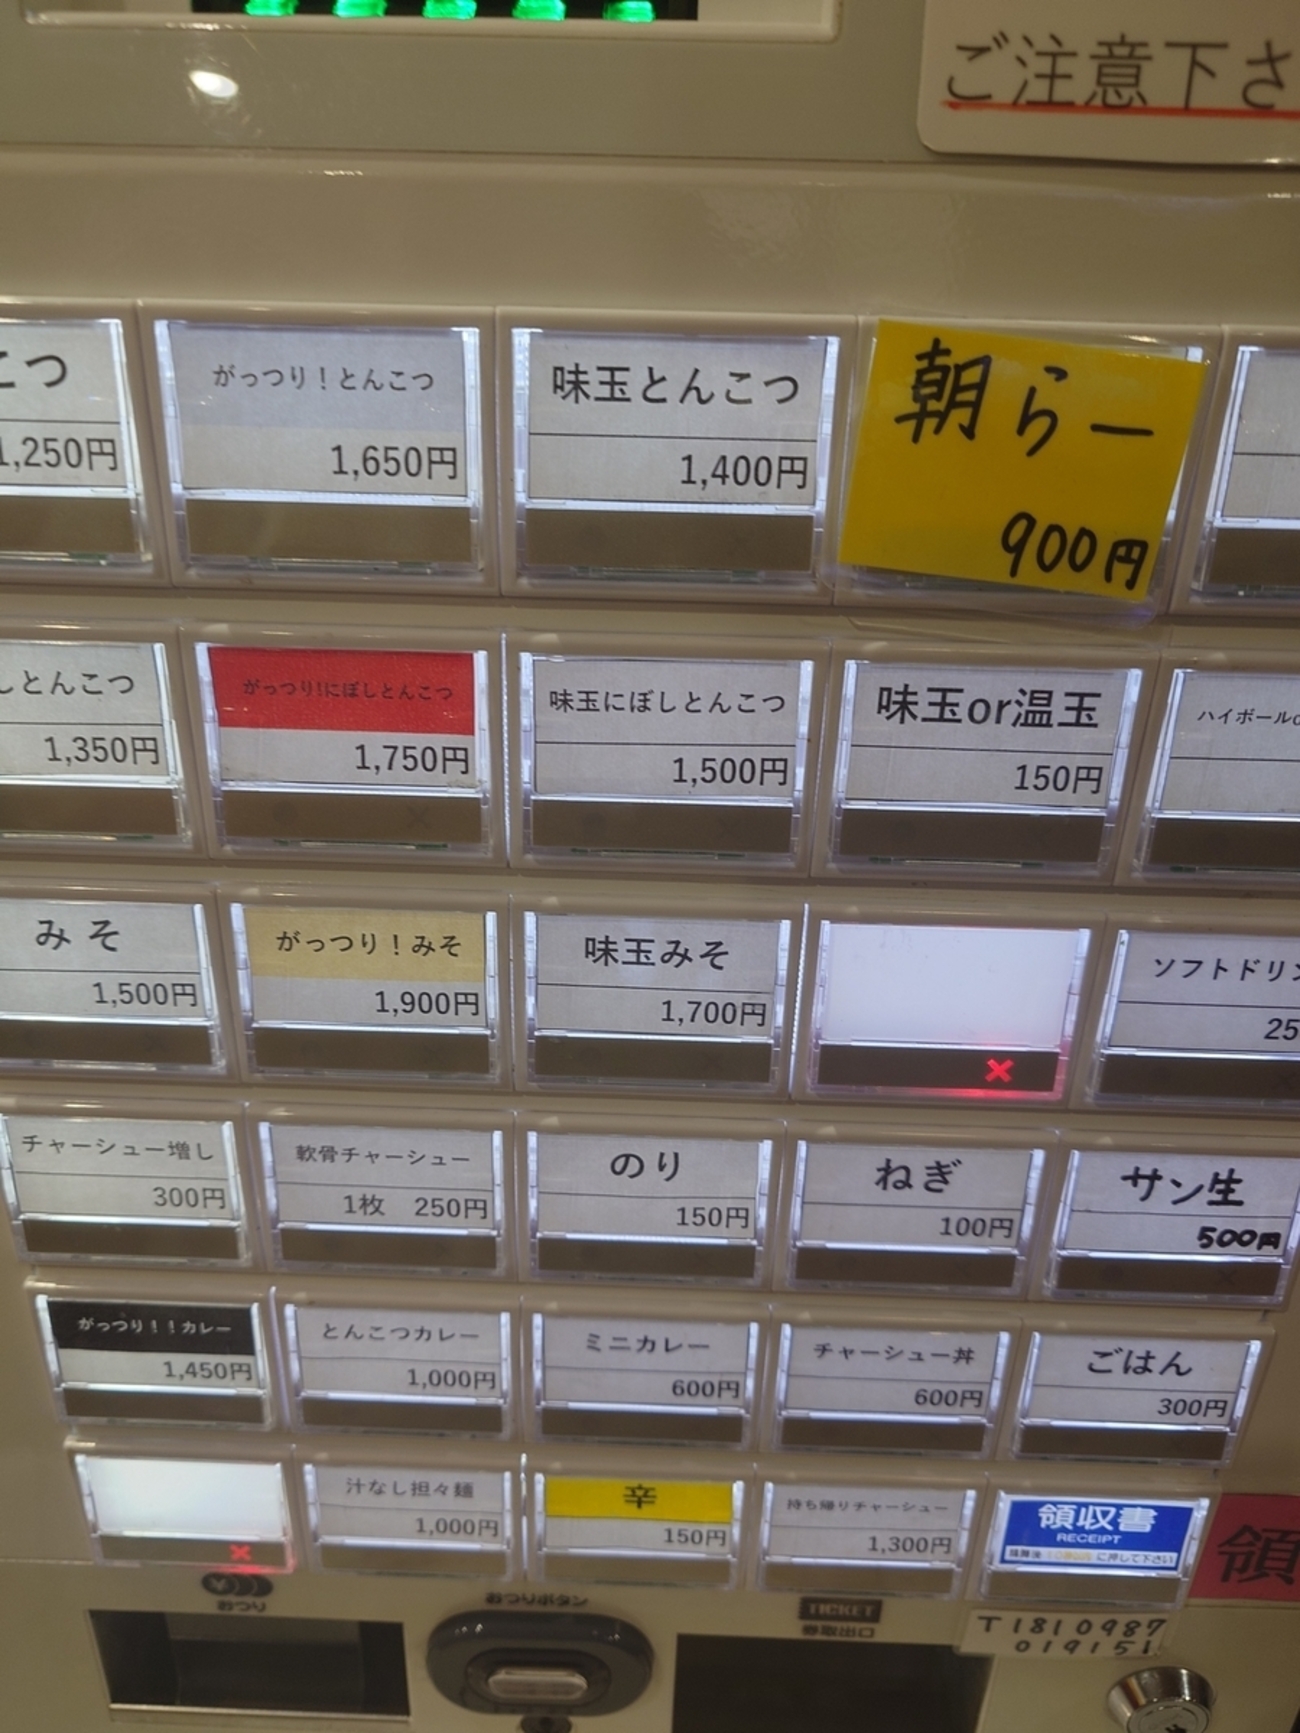 ご注意下さ
こつ
1,250円
がっつり！とんこつ
1,650円
味玉とんこつ
1,400円
朝らー
900円
しとんこつ
1,350円
がっつり!にぼしとんこつ
1,750円
味玉にぼしとんこつ
1,500円
味玉or温玉
150円
ハイボール
みそ
1,500円
がっつり！みそ
1,900円
味玉みそ
1,700円
ソフトドリン
25
チャーシュー増し
300円
軟骨チャーシュー
1枚 250円
のり
150円
ねぎ
100円
サン生
500円
がっつり！！カレー
1,450円
とんこつカレー
1,000円
ミニカレー
600円
チャーシュー丼
600円
ごはん
300円
汁なし担々麺
1,000円
辛
150円
持ち帰りチャーシュー
1,300円
領収書
RECEIPT
に押して下さい
領
おつり
おつりボタン
TICKET
券取出口
T1810987
019151